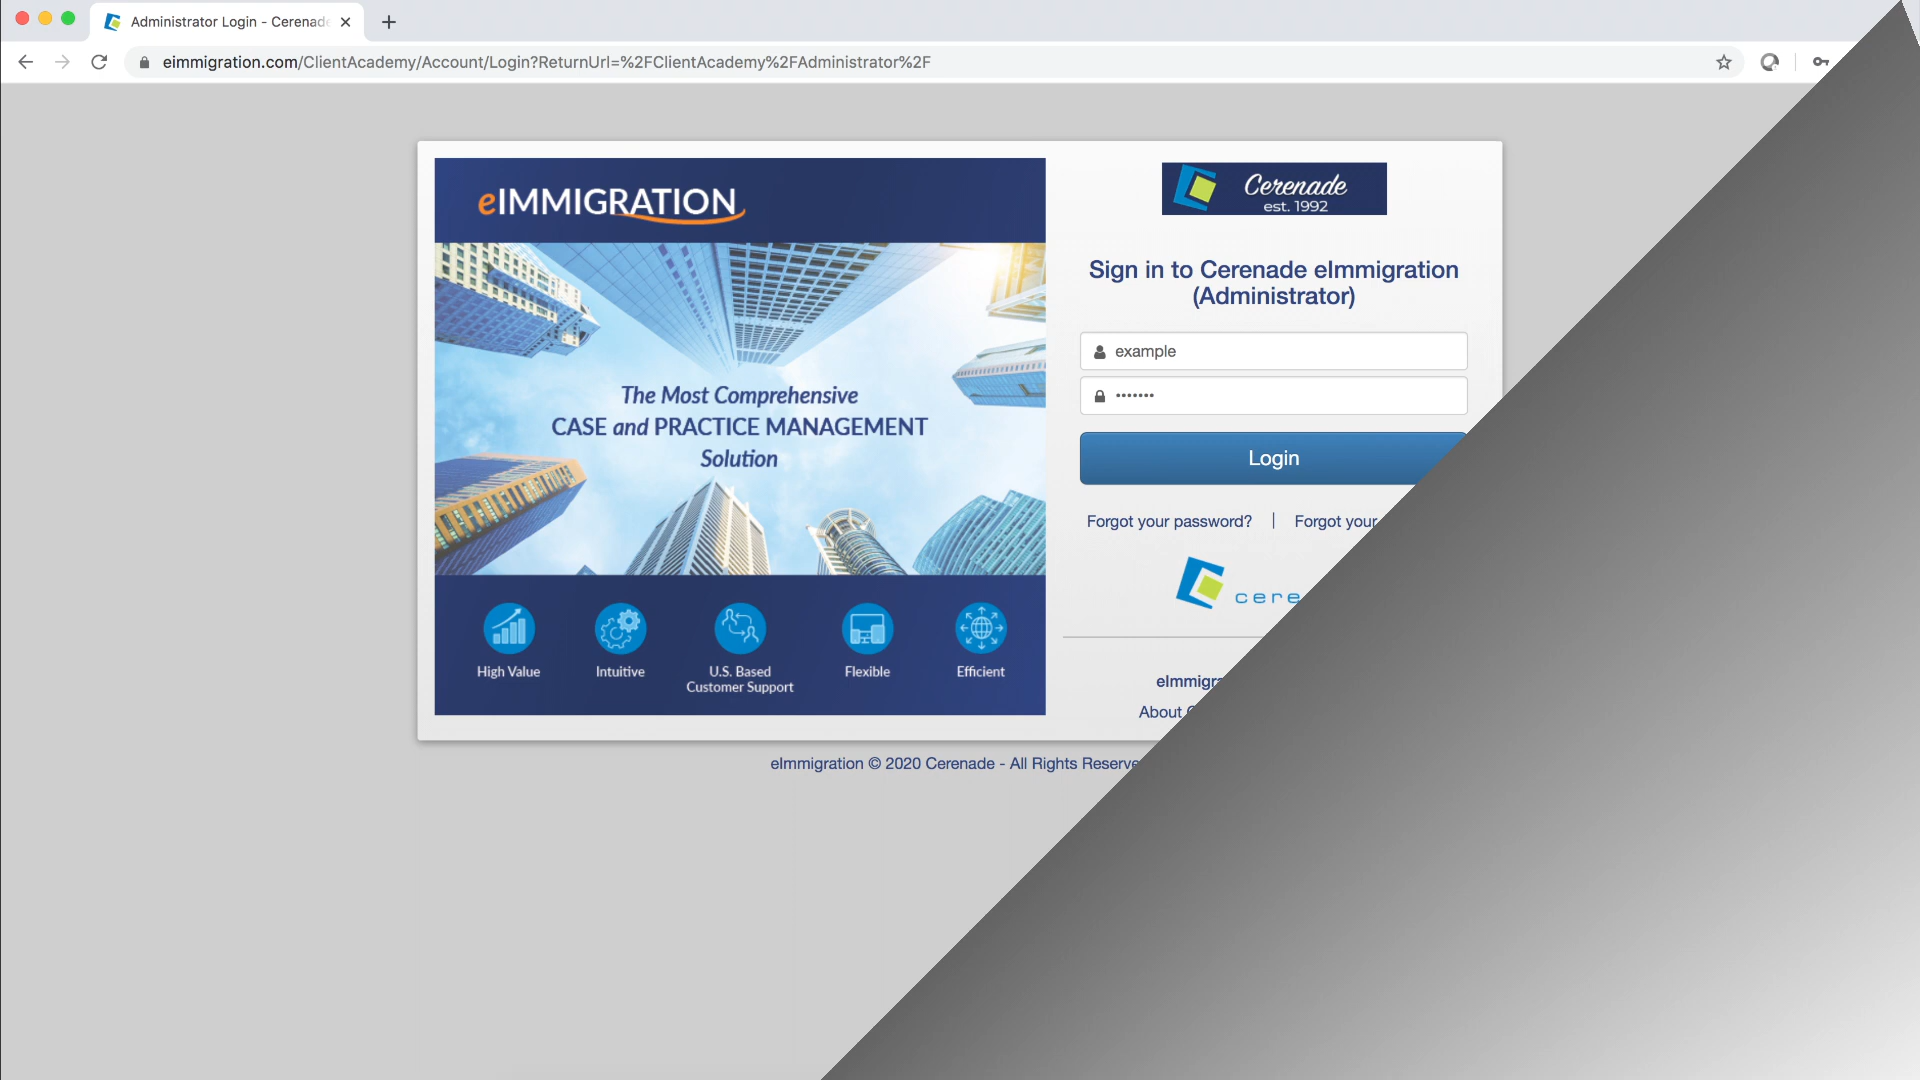 Administrator Login - Cerenade
eimmigration.com/ClientAcademy/Account/Login?ReturnUrl=%2FClientAcademy%2FAdministrator%2F
eIMMIGRATION
The Most Comprehensive
CASE and PRACTICE MANAGEMENT
Solution
High Value
Intuitive
U.S. Based
Customer Support
Flexible
Efficient
Cerenade
est. 1992
Sign in to Cerenade eImmigration
(Administrator)
example
Login
Forgot your password? | Forgot your
cere
eImmigra
About
eImmigration © 2020 Cerenade - All Rights Reserve